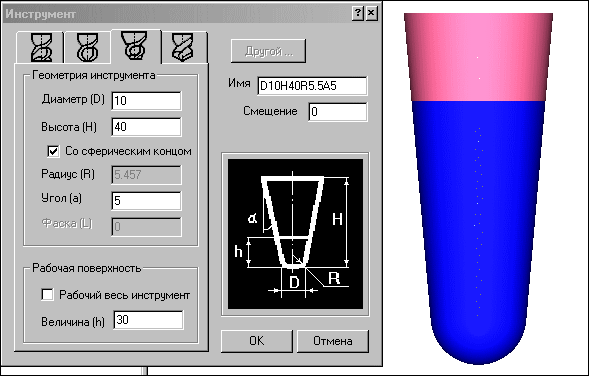 Инструмент
Другой ...
Геометрия инструмента
Имя D10H40R5.5A5
Диаметр (D) 10
Смещение 0
Высота (H) 40
Со сферическим концом
Радиус (R) 5.457
Угол (a) 5
Фаска (L) 0
α H
h
D R
Рабочая поверхность
Рабочий весь инструмент
Величина (h) 30
OK Отмена